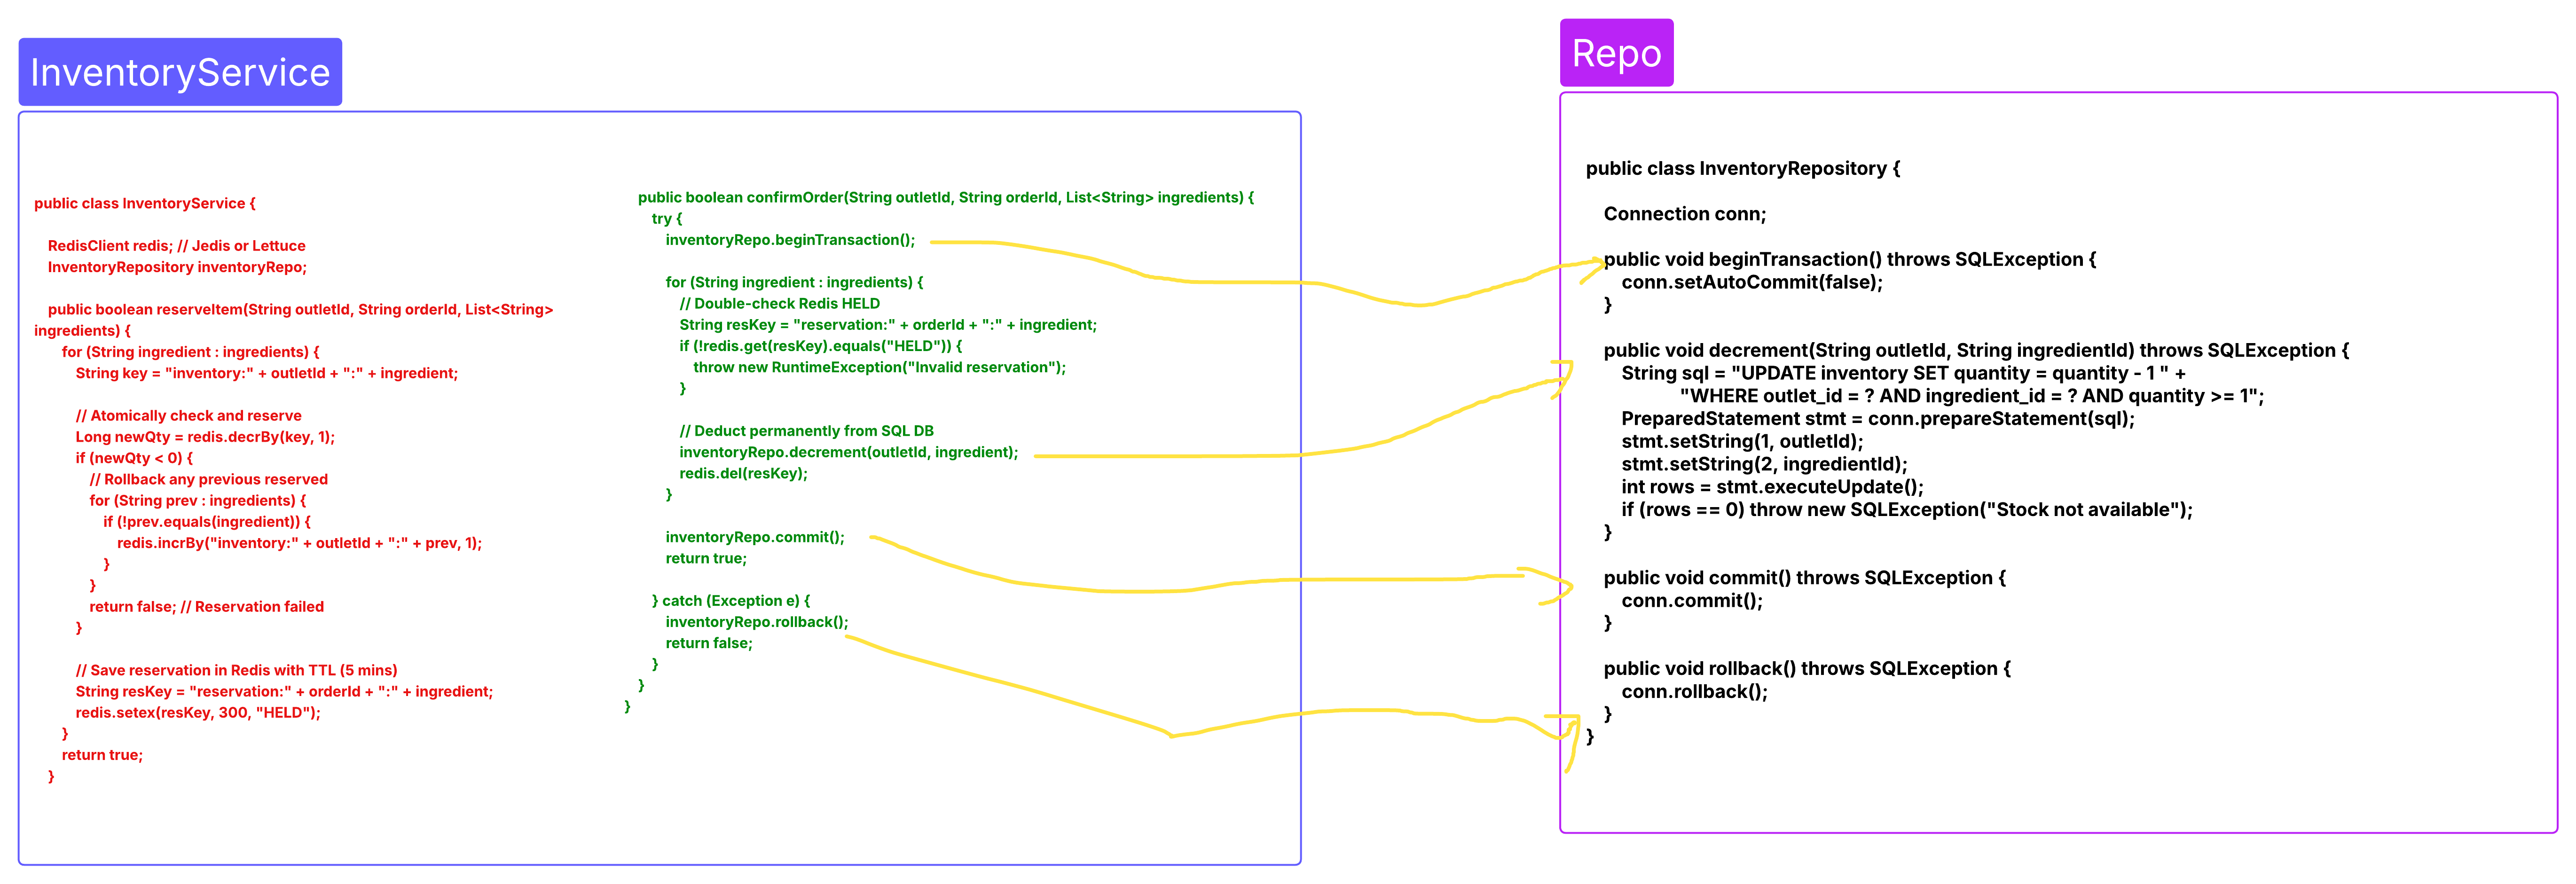 InventoryService
public class InventoryService {
RedisClient redis; // Jedis or Lettuce
InventoryRepository inventoryRepo;
public boolean reserveItem(String outletId, String orderId, List<String>
ingredients) {
for (String ingredient : ingredients) {
String key = "inventory:" + outletId + ":" + ingredient;
// Atomically check and reserve
Long newQty = redis.decrBy(key, 1);
if (newQty < 0) {
// Rollback any previous reserved
for (String prev : ingredients) {
if (!prev.equals(ingredient)) {
redis.incrBy("inventory:" + outletId + ":" + prev, 1);
}
}
return false; // Reservation failed
}
// Save reservation in Redis with TTL (5 mins)
String resKey = "reservation:" + orderId + ":" + ingredient;
redis.setex(resKey, 300, "HELD");
}
return true;
}
public boolean confirmOrder(String outletId, String orderId, List<String> ingredients) {
try {
inventoryRepo.beginTransaction();
for (String ingredient : ingredients) {
// Double-check Redis HELD
String resKey = "reservation:" + orderId + ":" + ingredient;
if (!redis.get(resKey).equals("HELD")) {
throw new RuntimeException("Invalid reservation");
}
// Deduct permanently from SQL DB
inventoryRepo.decrement(outletId, ingredient);
redis.del(resKey);
}
inventoryRepo.commit();
return true;
} catch (Exception e) {
inventoryRepo.rollback();
return false;
}
}
}
Repo
public class InventoryRepository {
Connection conn;
public void beginTransaction() throws SQLException {
conn.setAutoCommit(false);
}
public void decrement(String outletId, String ingredientId) throws SQLException {
String sql = "UPDATE inventory SET quantity = quantity - 1 " +
"WHERE outlet_id = ? AND ingredient_id = ? AND quantity >= 1";
PreparedStatement stmt = conn.prepareStatement(sql);
stmt.setString(1, outletId);
stmt.setString(2, ingredientId);
int rows = stmt.executeUpdate();
if (rows == 0) throw new SQLException("Stock not available");
}
public void commit() throws SQLException {
conn.commit();
}
public void rollback() throws SQLException {
conn.rollback();
}
}